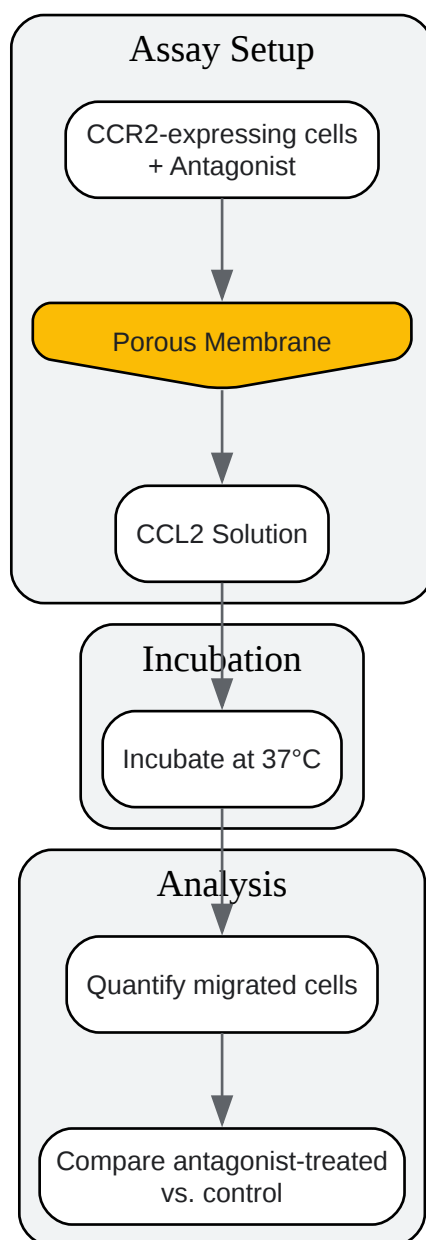 Assay Setup
CCR2-expressing cells
+ Antagonist
Porous Membrane
CCL2 Solution
Incubation
Incubate at 37°C
Analysis
Quantify migrated cells
Compare antagonist-treated
vs. control